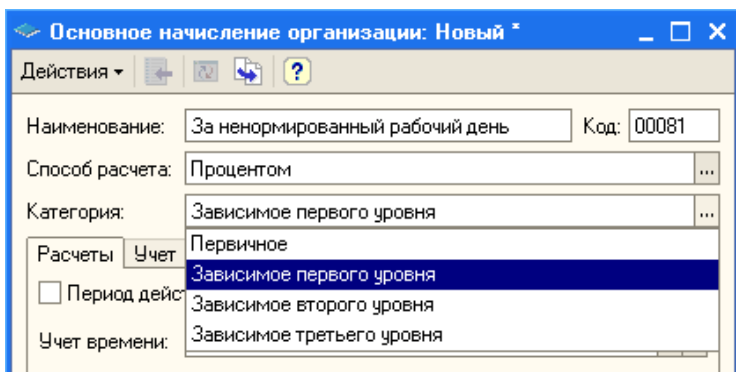 Основное начисление организации: Новый *
Действия
Наименование: За ненормированный рабочий день Код: 00081
Способ расчета: Процентом ...
Категория: Зависимое первого уровня ...
Расчеты Учет Первичное
Зависимое первого уровня
Период дейс Зависимое второго уровня
Учет времени: Зависимое третьего уровня